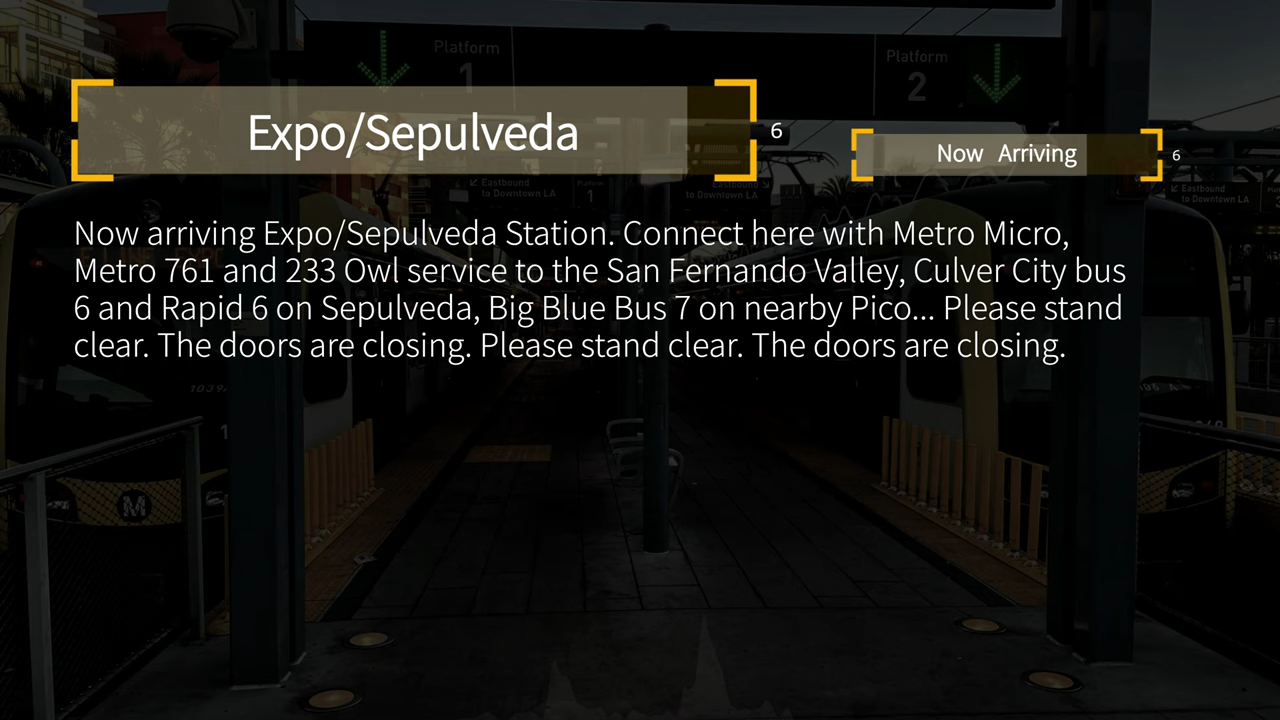 Platform
1
Platform
2
Expo/Sepulveda
6
Now Arriving
6
Eastbound
to Downtown LA
Platform
1
Eastbound
to Downtown LA
Eastbound
to Downtown LA
Now arriving Expo/Sepulveda Station. Connect here with Metro Micro,
Metro 761 and 233 Owl service to the San Fernando Valley, Culver City bus
6 and Rapid 6 on Sepulveda, Big Blue Bus 7 on nearby Pico... Please stand
clear. The doors are closing. Please stand clear. The doors are closing.
M